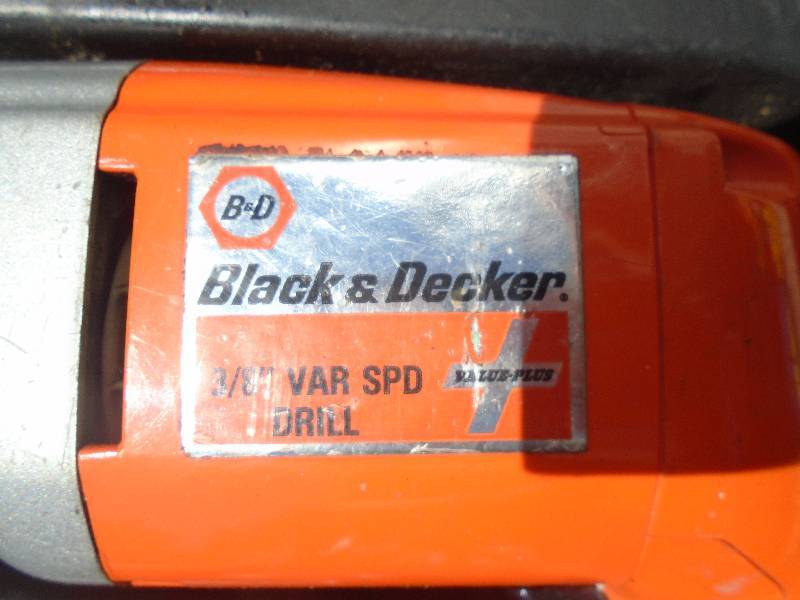 B&D
Black & Decker.
3/8" VAR SPD
DRILL
VALUE-PLUS